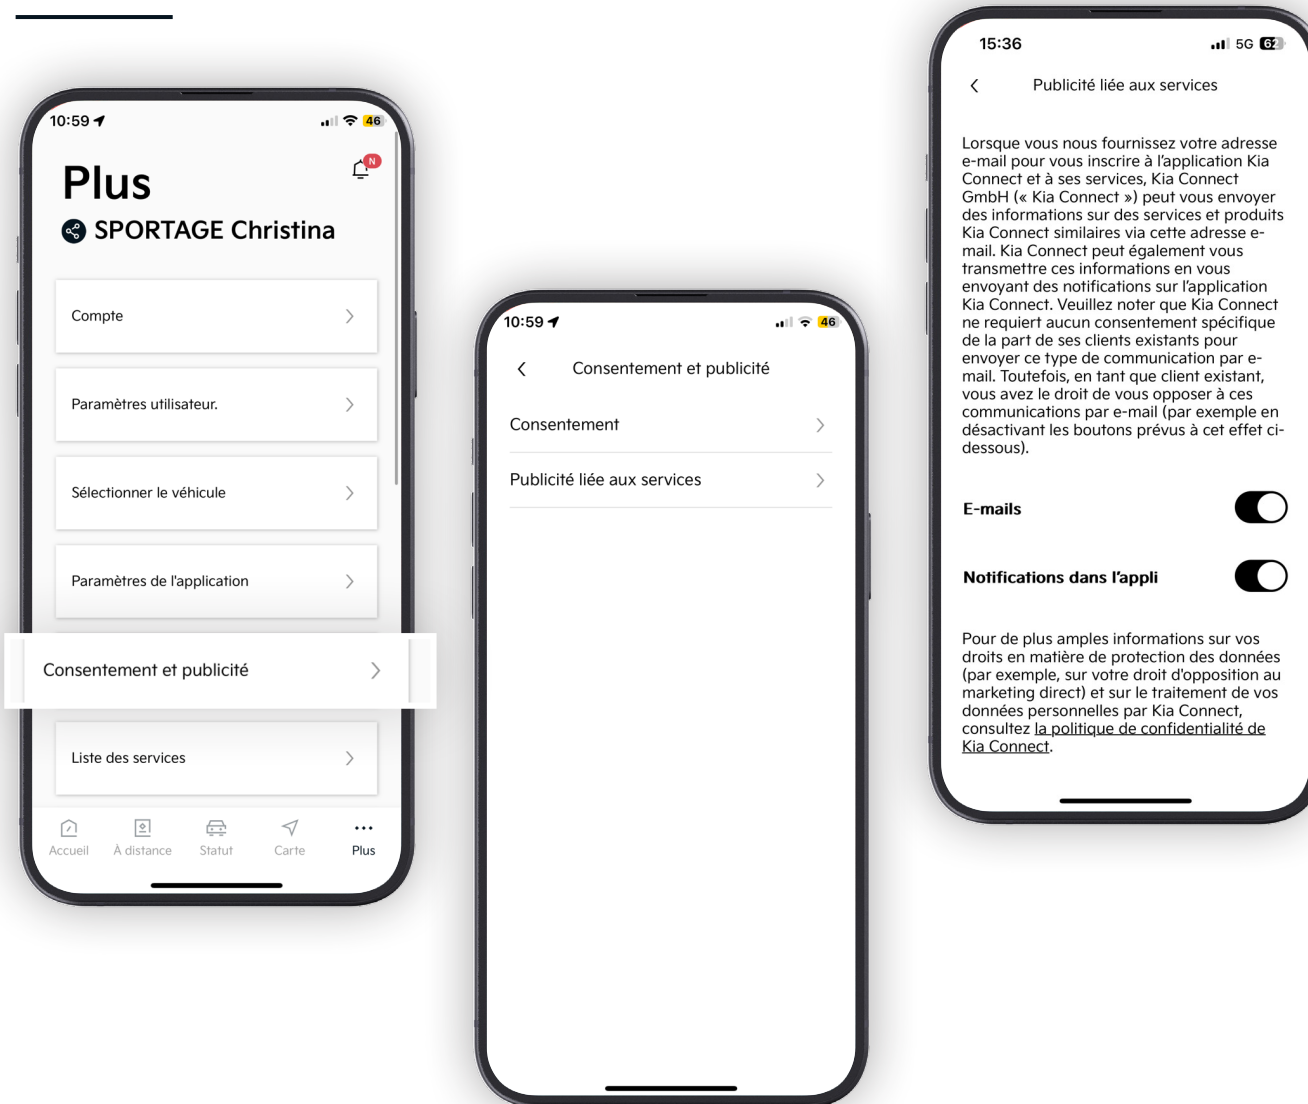 10:59
46
Plus
N
SPORTAGE Christina
Compte
Paramètres utilisateur.
Sélectionner le véhicule
Paramètres de l'application
Consentement et publicité
Liste des services
Accueil
À distance
Statut
Carte
Plus
10:59
46
Consentement et publicité
Consentement
Publicité liée aux services
15:36
5G
62
Publicité liée aux services
Lorsque vous nous fournissez votre adresse
e-mail pour vous inscrire à l’application Kia
Connect et à ses services, Kia Connect
GmbH (« Kia Connect ») peut vous envoyer
des informations sur des services et produits
Kia Connect similaires via cette adresse e-
mail. Kia Connect peut également vous
transmettre ces informations en vous
envoyant des notifications sur l’application
Kia Connect. Veuillez noter que Kia Connect
ne requiert aucun consentement spécifique
de la part de ses clients existants pour
envoyer ce type de communication par e-
mail. Toutefois, en tant que client existant,
vous avez le droit de vous opposer à ces
communications par e-mail (par exemple en
désactivant les boutons prévus à cet effet ci-
dessous).
E-mails
Notifications dans l’appli
Pour de plus amples informations sur vos
droits en matière de protection des données
(par exemple, sur votre droit d'opposition au
marketing direct) et sur le traitement de vos
données personnelles par Kia Connect,
consultez la politique de confidentialité de
Kia Connect.